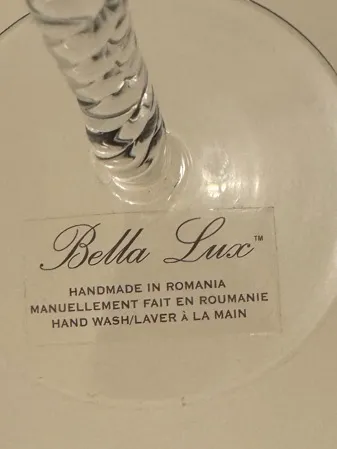 Bella Lux™
HANDMADE IN ROMANIA
MANUELLEMENT FAIT EN ROUMANIE
HAND WASH/LAVER À LA MAIN